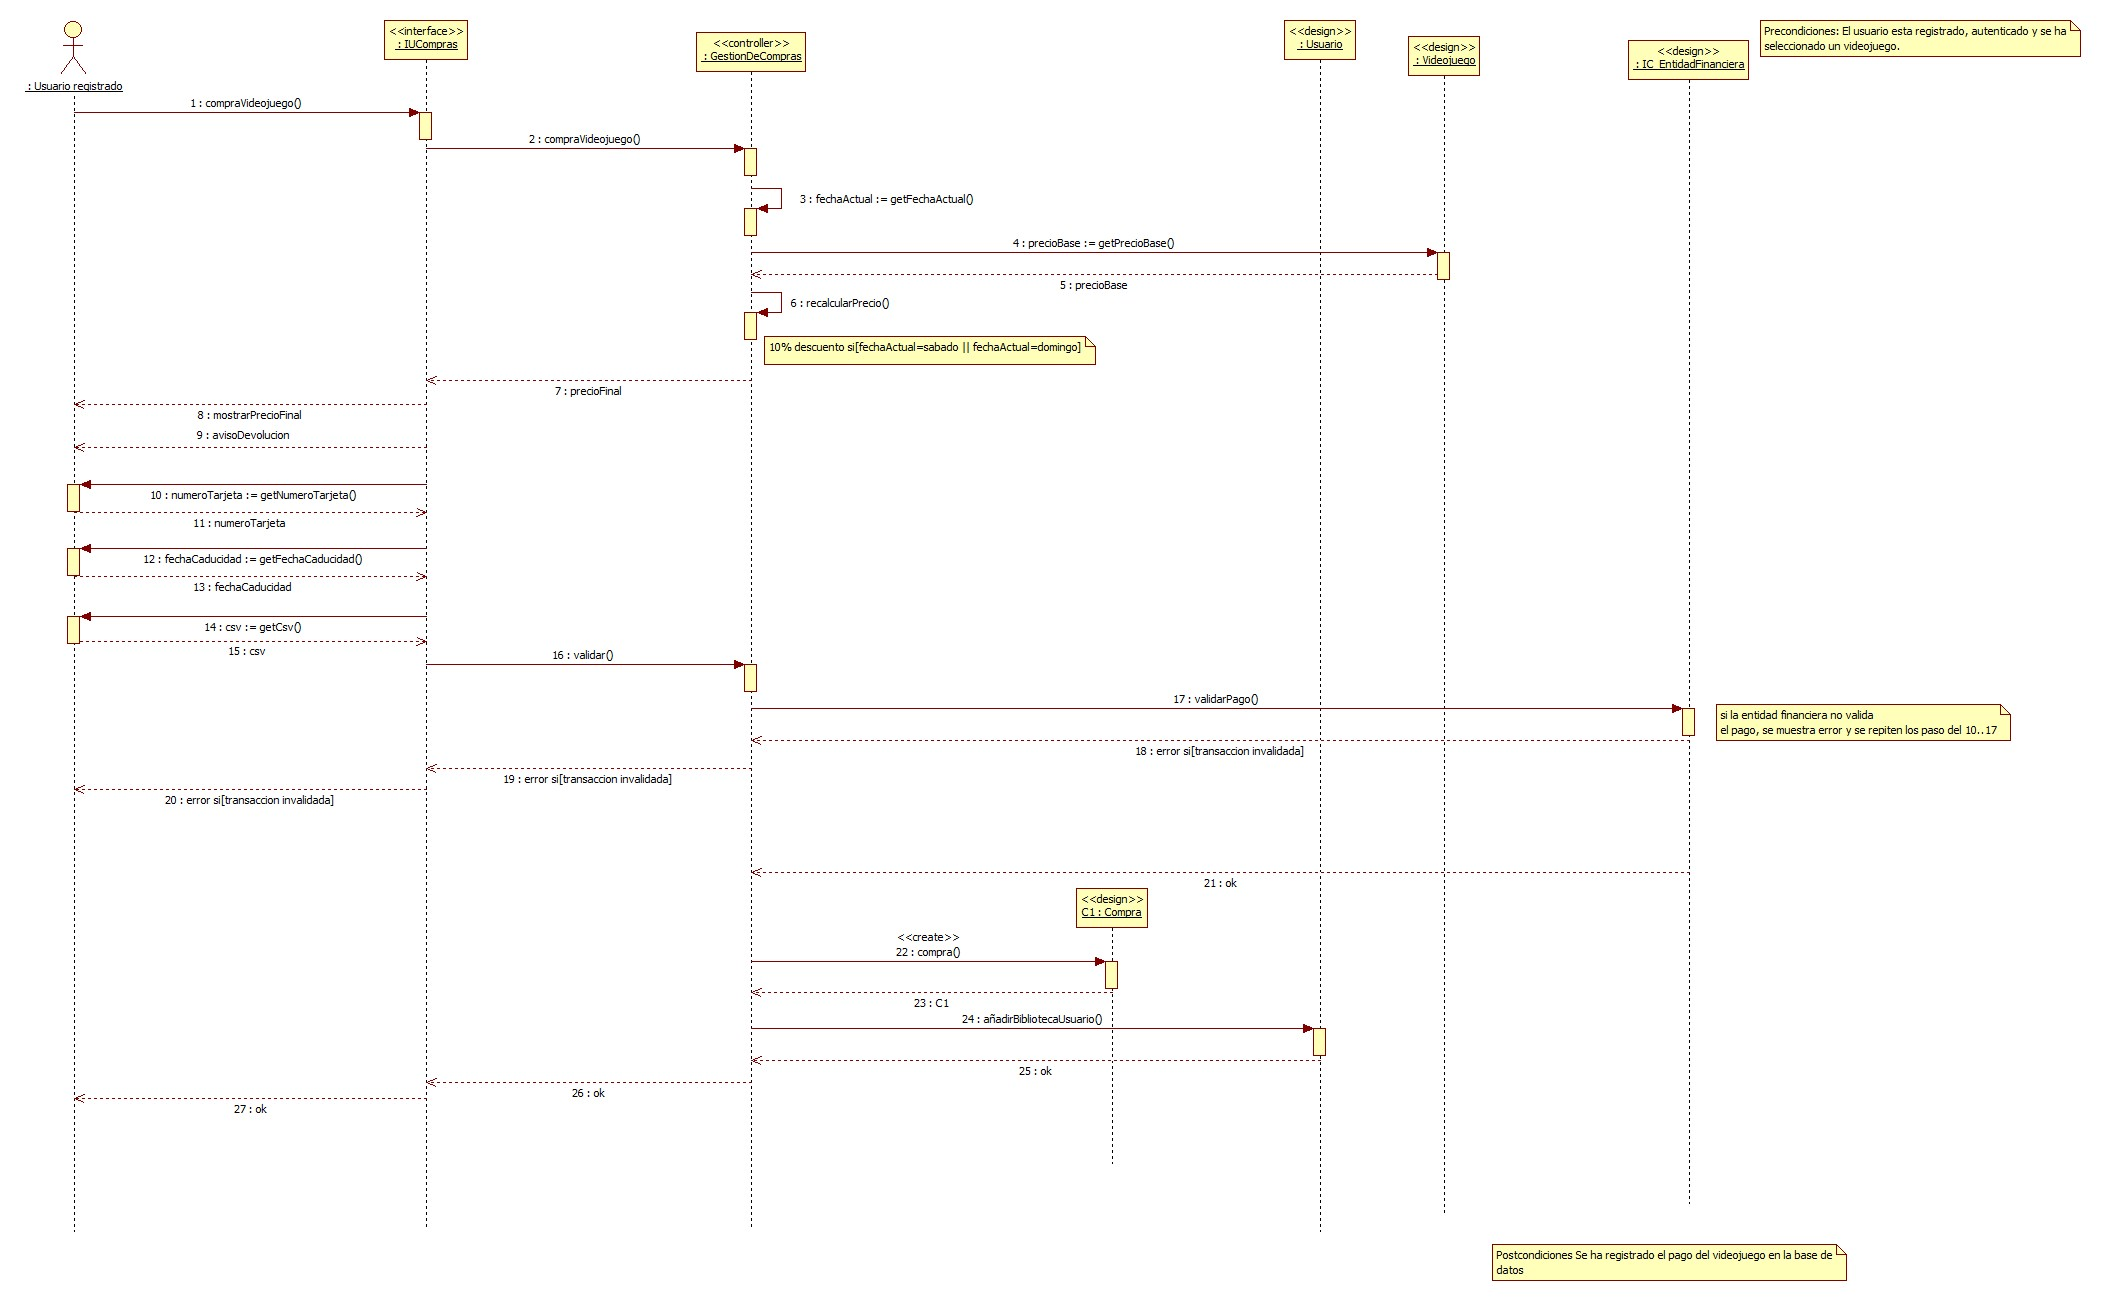 <<interface>>
: IUCompras
<<controller>>
: GestionDeCompras
<<design>>
: Usuario
<<design>>
: Videojuego
<<design>>
: IC_EntidadFinanciera
Precondiciones: El usuario esta registrado, autenticado y se ha
seleccionado un videojuego.
: Usuario registrado
1 : compraVideojuego()
2 : compraVideojuego()
3 : fechaActual := getFechaActual()
4 : precioBase := getPrecioBase()
5 : precioBase
6 : recalcularPrecio()
10% descuento si[fechaActual=sabado || fechaActual=domingo]
7 : precioFinal
8 : mostrarPrecioFinal
9 : avisoDevolucion
10 : numeroTarjeta := getNumeroTarjeta()
11 : numeroTarjeta
12 : fechaCaducidad := getFechaCaducidad()
13 : fechaCaducidad
14 : csv := getCsv()
15 : csv
16 : validar()
17 : validarPago()
si la entidad financiera no valida
el pago, se muestra error y se repiten los paso del 10..17
18 : error si[transaccion invalidada]
19 : error si[transaccion invalidada]
20 : error si[transaccion invalidada]
21 : ok
<<design>>
C1 : Compra
<<create>>
22 : compra()
23 : C1
24 : añadirBibliotecaUsuario()
25 : ok
26 : ok
27 : ok
Postcondiciones Se ha registrado el pago del videojuego en la base de
datos